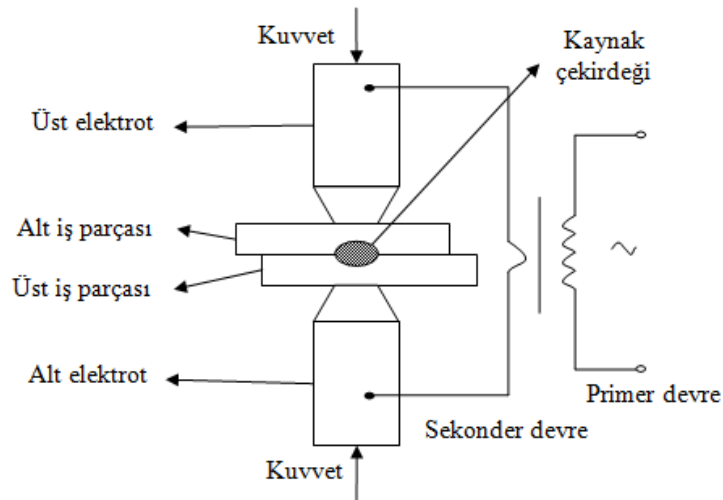 Kuvvet
Kaynak
çekirdeği
Üst elektrot
Alt iş parçası
Üst iş parçası
Alt elektrot
Primer devre
Sekonder devre
Kuvvet